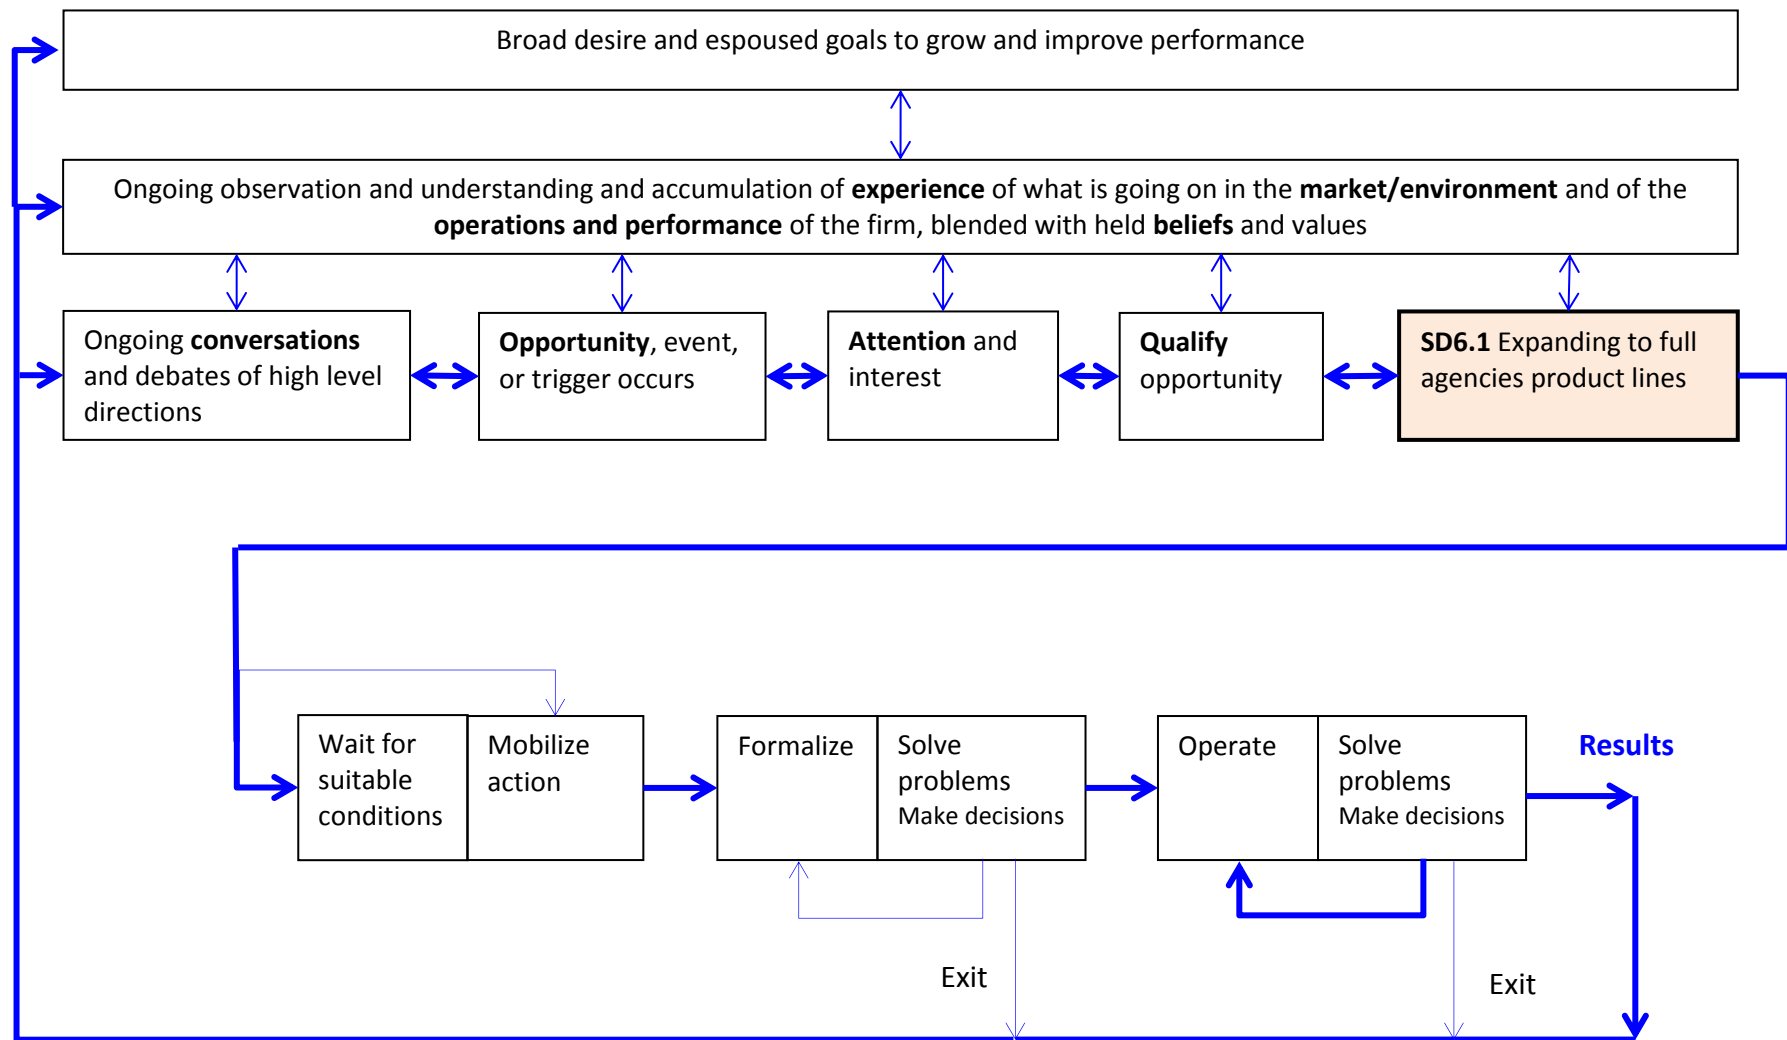 Broad desire and espoused goals to grow and improve performance
Ongoing observation and understanding and accumulation of experience of what is going on in the market/environment and of the
operations and performance of the firm, blended with held beliefs and values
Ongoing conversations
and debates of high level
directions
Opportunity, event,
or trigger occurs
Attention and
interest
Qualify
opportunity
SD6.1 Expanding to full
agencies product lines
Wait for
suitable
conditions
Mobilize
action
Formalize
Solve
problems
Make decisions
Operate
Solve
problems
Make decisions
Results
Exit
Exit